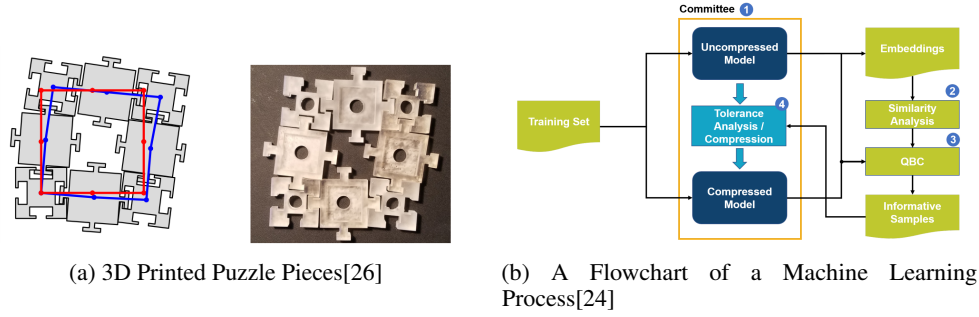 Committee 1
Uncompressed
Model
Embeddings
2
Similarity
Analysis
4
Tolerance
Analysis /
Compression
Training Set
3
QBC
Compressed
Model
Informative
Samples
(a) 3D Printed Puzzle Pieces[26]
(b) A Flowchart of a Machine Learning
Process[24]